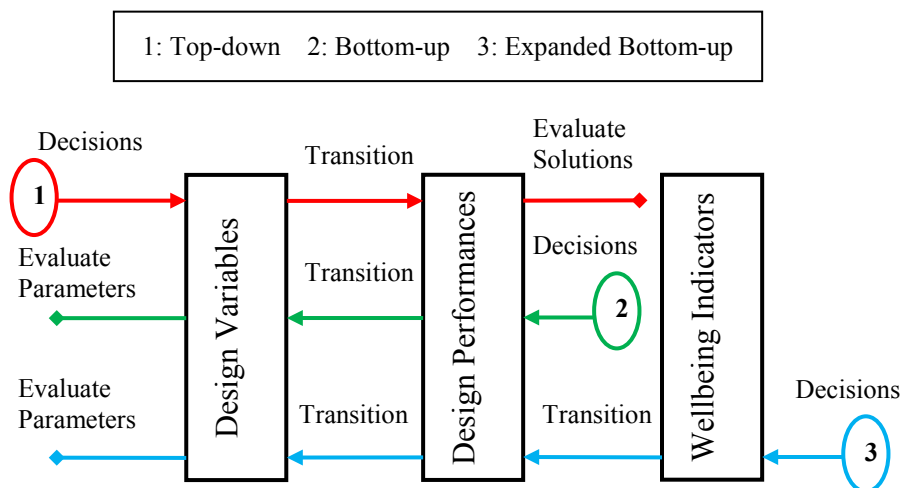 1: Top-down 2: Bottom-up 3: Expanded Bottom-up
Decisions
Transition
Evaluate
Solutions
1
Design Variables
Design Performances
Wellbeing Indicators
Evaluate
Parameters
Transition
Decisions
2
Evaluate
Parameters
Transition
Transition
Decisions
3